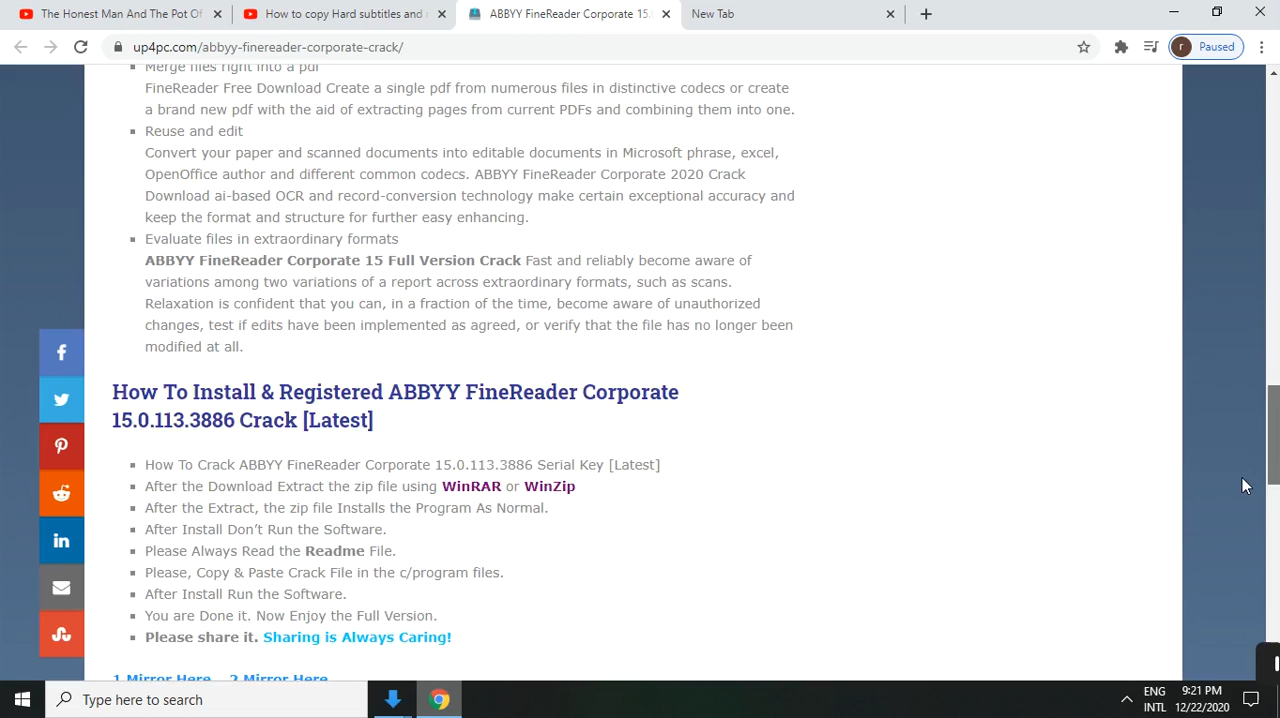 The Honest Man And The Pot Of
How to copy Hard subtitles and
ABBYY FineReader Corporate 15.0
New Tab
up4pc.com/abbyy-finereader-corporate-crack/
r Paused
Merge files right into a pdf
FineReader Free Download Create a single pdf from numerous files in distinctive codecs or create
a brand new pdf with the aid of extracting pages from current PDFs and combining them into one.
Reuse and edit
Convert your paper and scanned documents into editable documents in Microsoft phrase, excel,
OpenOffice author and different common codecs. ABBYY FineReader Corporate 2020 Crack
Download ai-based OCR and record-conversion technology make certain exceptional accuracy and
keep the format and structure for further easy enhancing.
Evaluate files in extraordinary formats
ABBYY FineReader Corporate 15 Full Version Crack Fast and reliably become aware of
variations among two variations of a report across extraordinary formats, such as scans.
Relaxation is confident that you can, in a fraction of the time, become aware of unauthorized
changes, test if edits have been implemented as agreed, or verify that the file has no longer been
modified at all.
How To Install & Registered ABBYY FineReader Corporate
15.0.113.3886 Crack [Latest]
How To Crack ABBYY FineReader Corporate 15.0.113.3886 Serial Key [Latest]
After the Download Extract the zip file using WinRAR or WinZip
After the Extract, the zip file Installs the Program As Normal.
After Install Don’t Run the Software.
Please Always Read the Readme File.
Please, Copy & Paste Crack File in the c/program files.
After Install Run the Software.
You are Done it. Now Enjoy the Full Version.
Please share it. Sharing is Always Caring!
1 Mirror Here 2 Mirror Here
Type here to search
ENG
INTL
9:21 PM
12/22/2020